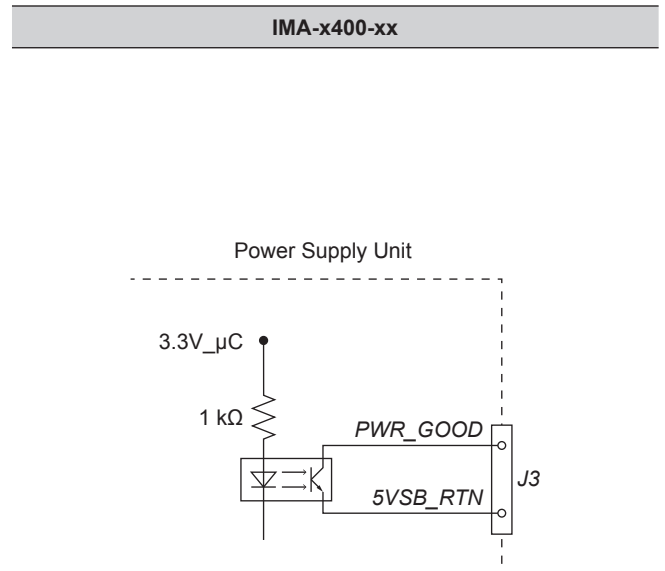 IMA-x400-xx
Power Supply Unit
3.3V_µC
1 kΩ
PWR_GOOD
J3
5VSB_RTN